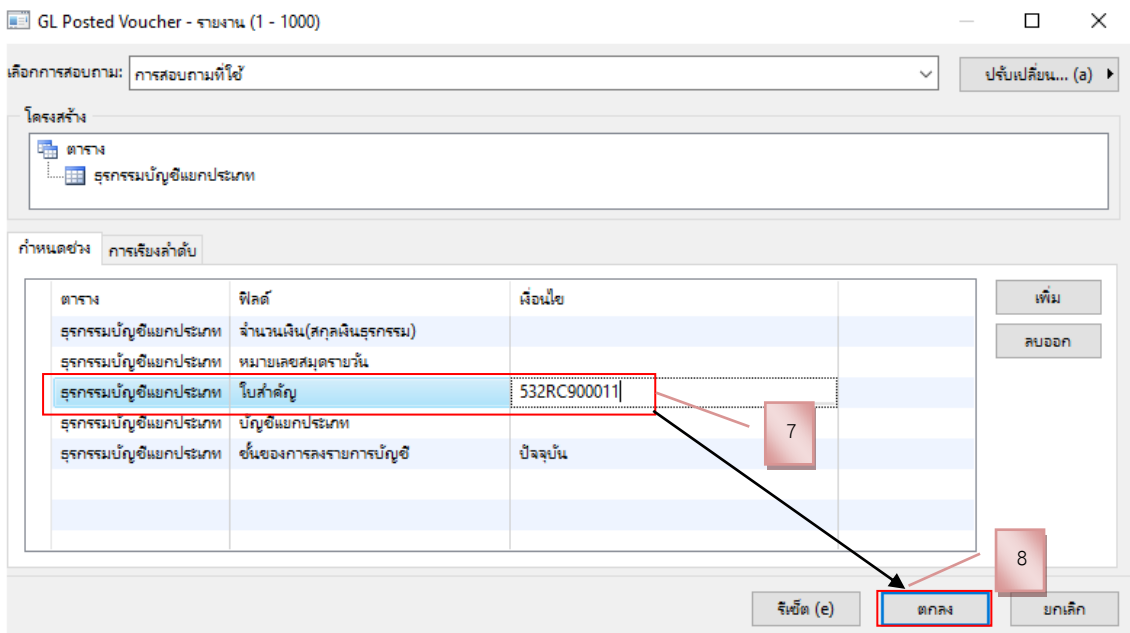 GL Posted Voucher - รายงาน (1 - 1000)
เลือกการสอบถาม: การสอบถามที่ใช้ ปรับเปลี่ยน... (a)
โครงสร้าง
ตาราง
ธุรกรรมบัญชีแยกประเภท
กำหนดช่วง การเรียงลำดับ
ตาราง ฟิลด์ เงื่อนไข เพิ่ม
ธุรกรรมบัญชีแยกประเภท จำนวนเงิน(สกุลเงินธุรกรรม)
ลบออก
ธุรกรรมบัญชีแยกประเภท หมายเลขสมุดรายวัน
ธุรกรรมบัญชีแยกประเภท ใบสำคัญ 532RC900011
ธุรกรรมบัญชีแยกประเภท บัญชีแยกประเภท
7
ธุรกรรมบัญชีแยกประเภท ชั้นของการลงรายการบัญชี ปัจจุบัน
8
รีเซ็ต (e) ตกลง ยกเลิก